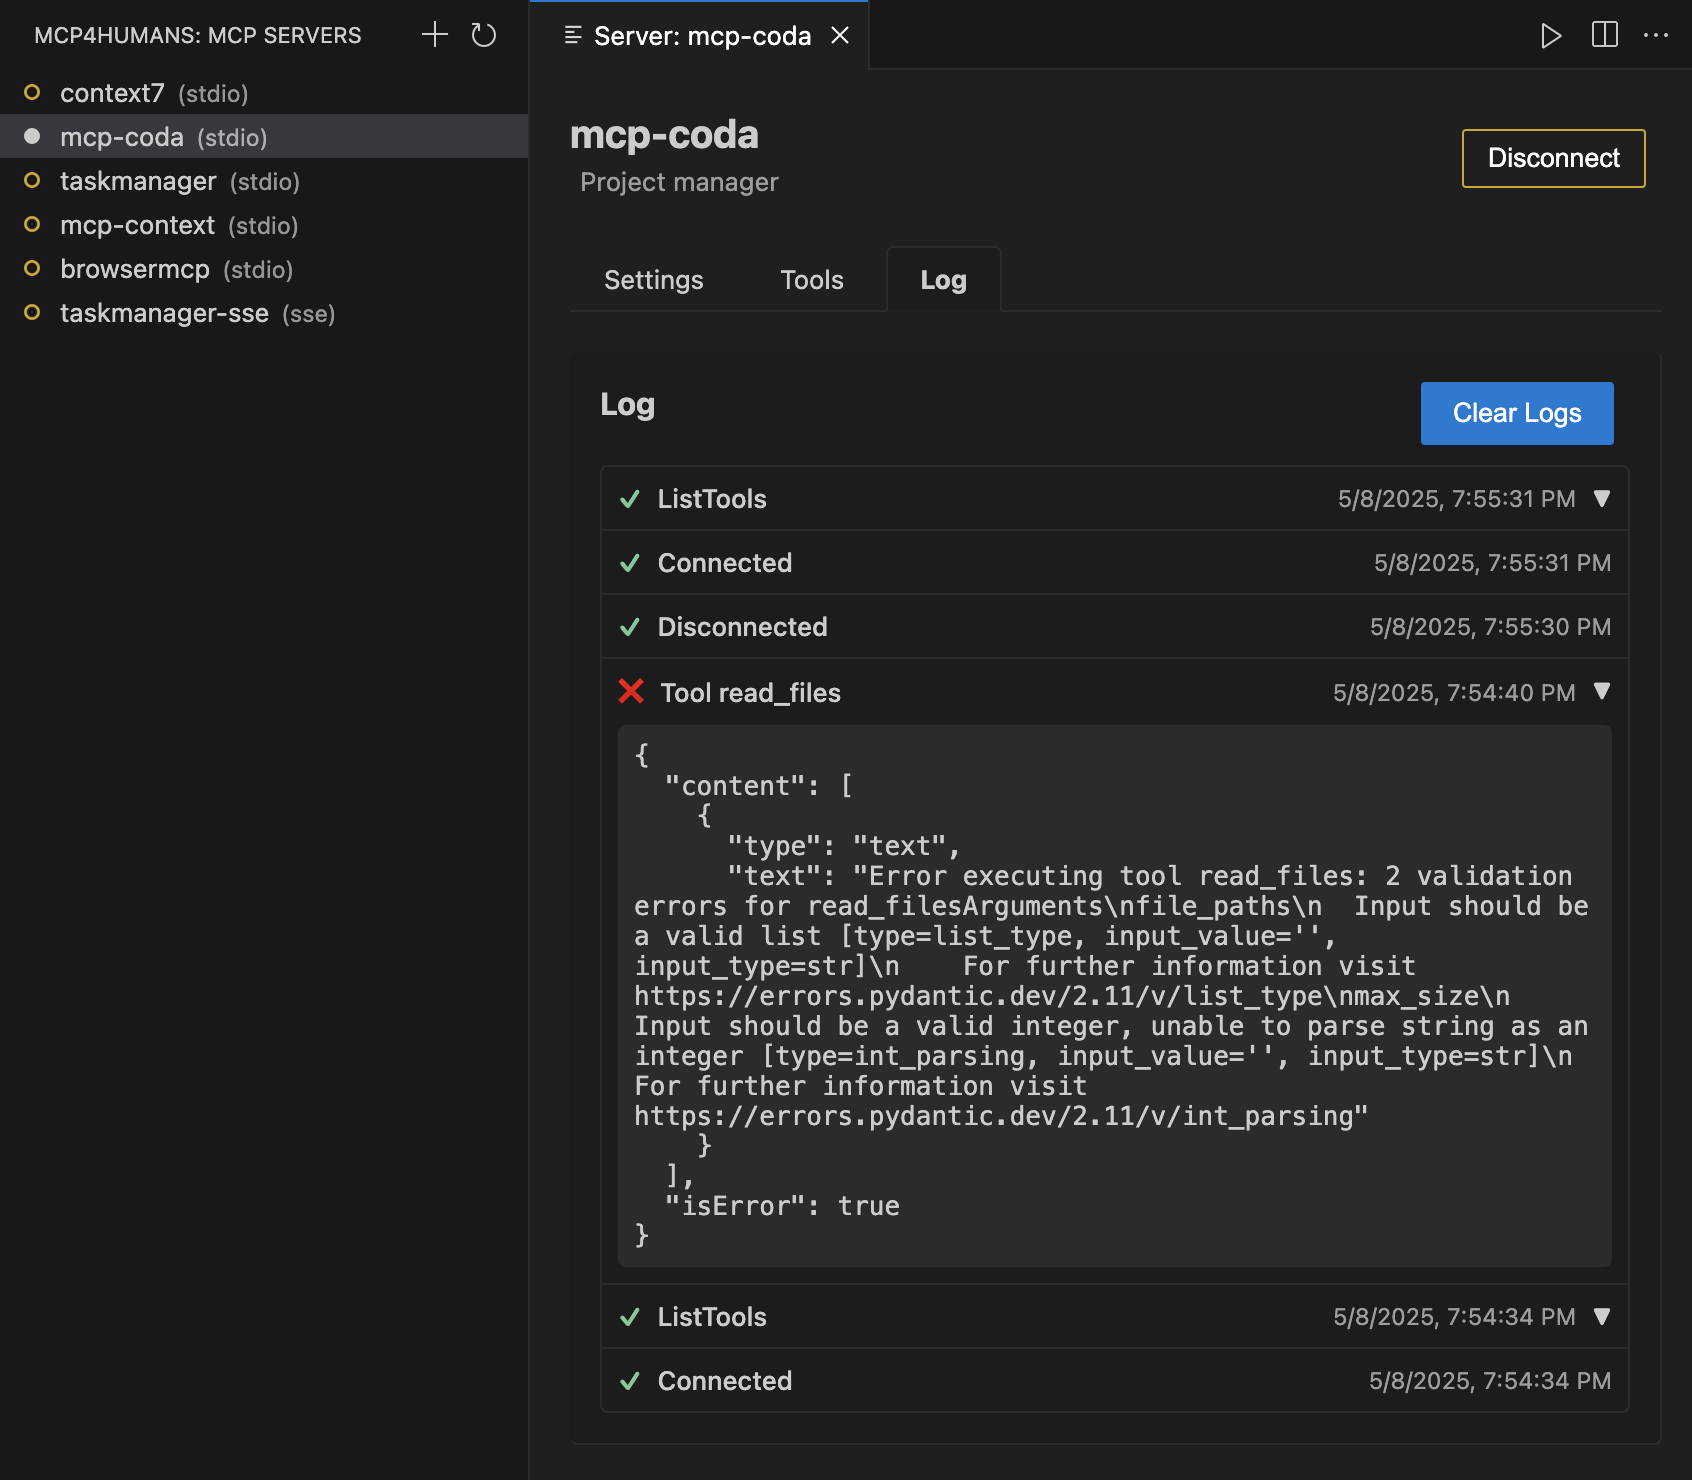 MCP4HUMANS: MCP SERVERS
context7 (stdio)
mcp-coda (stdio)
taskmanager (stdio)
mcp-context (stdio)
browsermcp (stdio)
taskmanager-sse (sse)
Server: mcp-coda
mcp-coda
Project manager
Disconnect
Settings Tools Log
Log
Clear Logs
ListTools 5/8/2025, 7:55:31 PM
Connected 5/8/2025, 7:55:31 PM
Disconnected 5/8/2025, 7:55:30 PM
Tool read_files 5/8/2025, 7:54:40 PM
{
  "content": [
    {
      "type": "text",
      "text": "Error executing tool read_files: 2 validation
errors for read_filesArguments\nfile_paths\n  Input should be
a valid list [type=list_type, input_value='',
input_type=str]\n    For further information visit
https://errors.pydantic.dev/2.11/v/list_type\nmax_size\n
Input should be a valid integer, unable to parse string as an
integer [type=int_parsing, input_value='', input_type=str]\n
For further information visit
https://errors.pydantic.dev/2.11/v/int_parsing"
    }
  ],
  "isError": true
}
ListTools 5/8/2025, 7:54:34 PM
Connected 5/8/2025, 7:54:34 PM